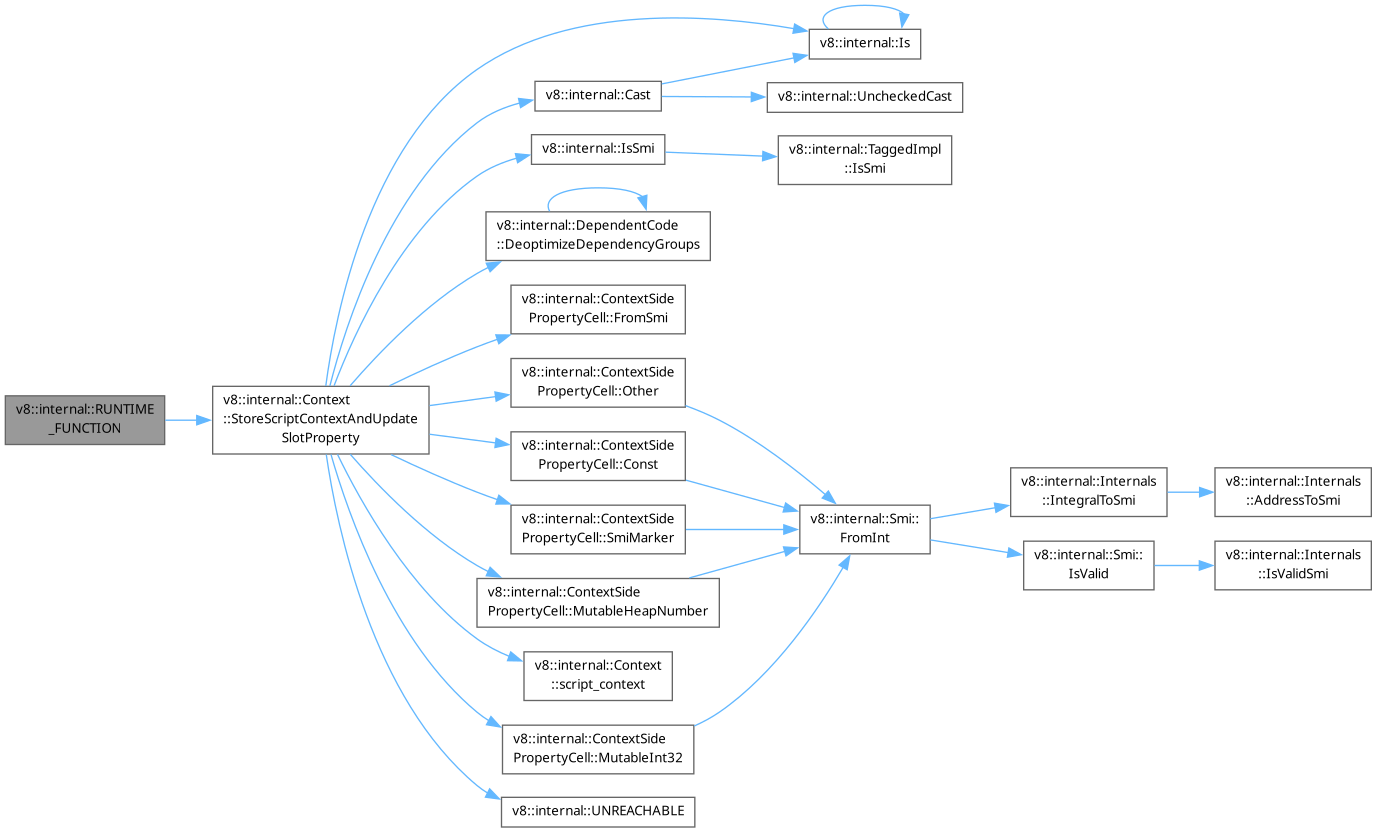 v8::internal::RUNTIME
_FUNCTION
v8::internal::Context
::StoreScriptContextAndUpdate
SlotProperty
v8::internal::Is
v8::internal::Cast
v8::internal::UncheckedCast
v8::internal::IsSmi
v8::internal::TaggedImpl
::IsSmi
v8::internal::DependentCode
::DeoptimizeDependencyGroups
v8::internal::ContextSide
PropertyCell::FromSmi
v8::internal::ContextSide
PropertyCell::Other
v8::internal::ContextSide
PropertyCell::Const
v8::internal::ContextSide
PropertyCell::SmiMarker
v8::internal::ContextSide
PropertyCell::MutableHeapNumber
v8::internal::Context
::script_context
v8::internal::ContextSide
PropertyCell::MutableInt32
v8::internal::UNREACHABLE
v8::internal::Smi::
FromInt
v8::internal::Internals
::IntegralToSmi
v8::internal::Internals
::AddressToSmi
v8::internal::Smi::
IsValid
v8::internal::Internals
::IsValidSmi